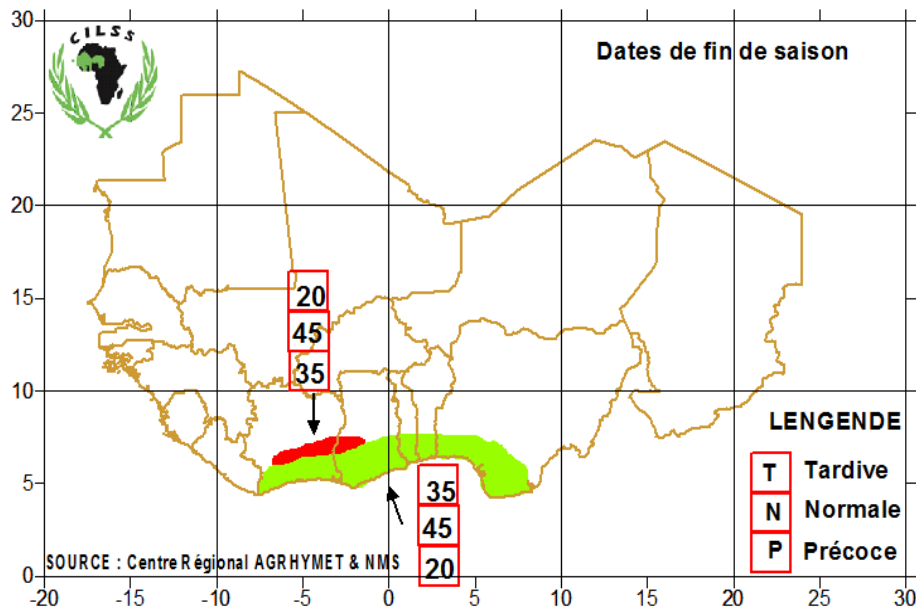 CILSS
Dates de fin de saison
30
25
20
15
10
5
0
20
45
35
35
45
20
LENGENDE
T Tardive
N Normale
P Précoce
SOURCE : Centre Régional AGRHYMET & NMS
-20 -15 -10 -5 0 5 10 15 20 25 30